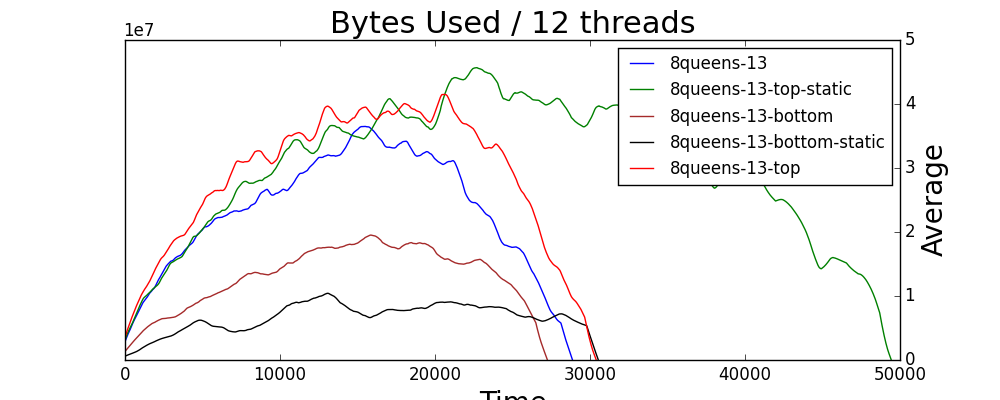 Bytes Used / 12 threads
1e7
8queens-13
8queens-13-top-static
8queens-13-bottom
8queens-13-bottom-static
8queens-13-top
5
4
3
2
1
0
Average
0 10000 20000 30000 40000 50000
Time